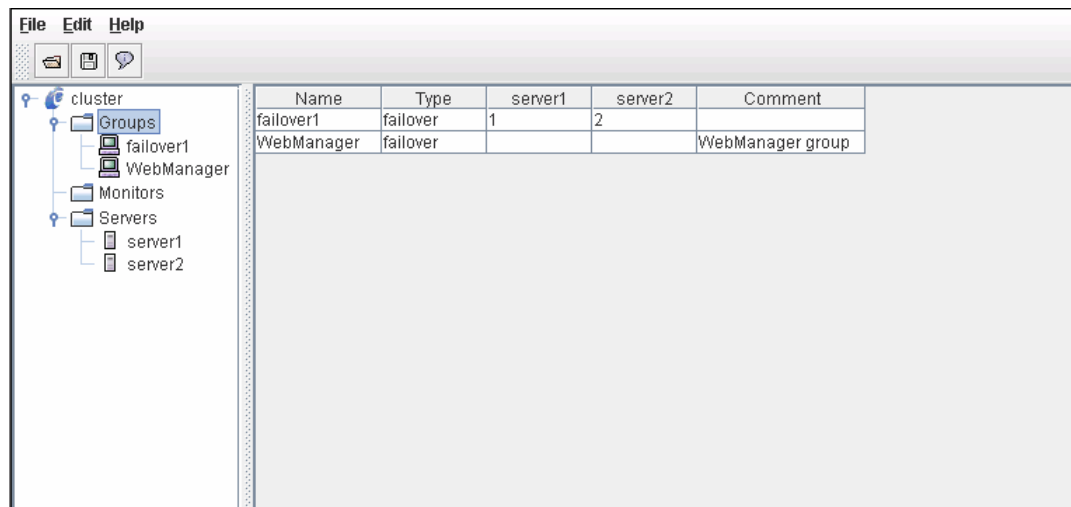 File Edit Help
cluster
Groups
failover1
WebManager
Monitors
Servers
server1
server2
Name Type server1 server2 Comment
failover1 failover 1 2
WebManager failover WebManager group